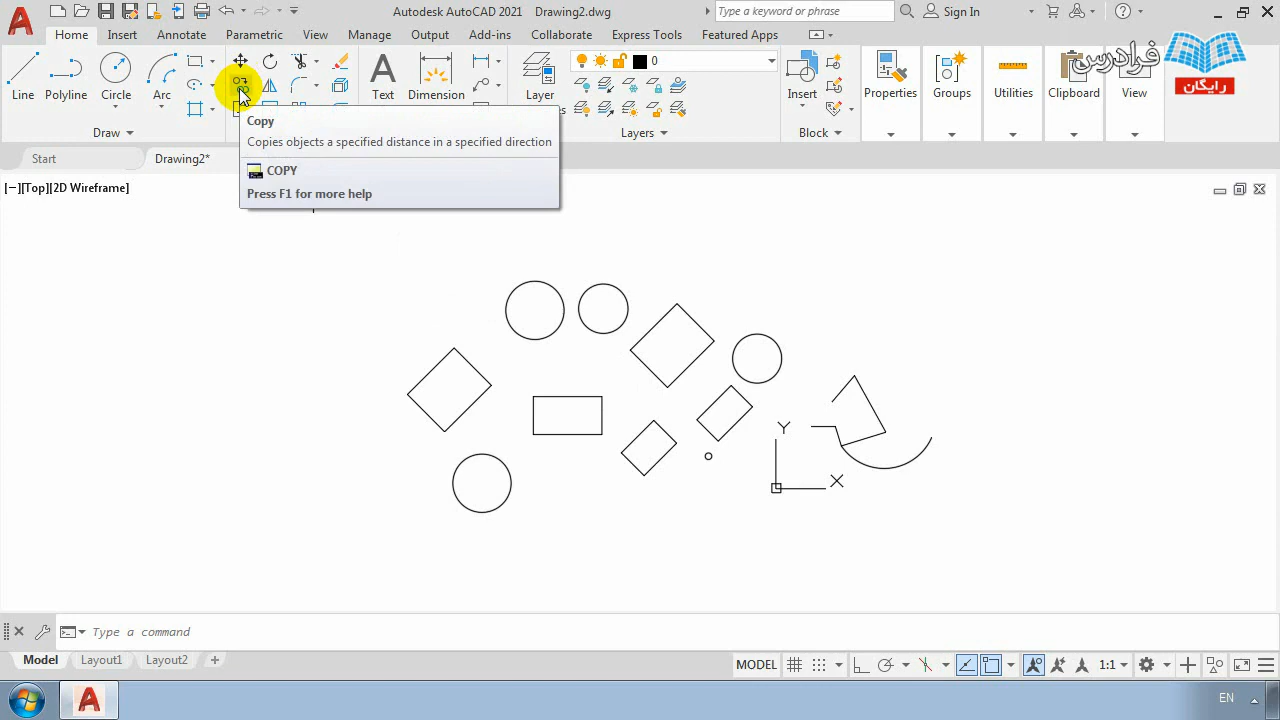 Autodesk AutoCAD 2021 Drawing2.dwg
Type a keyword or phrase
Sign In
Home Insert Annotate Parametric View Manage Output Add-ins Collaborate Express Tools Featured Apps
فرادرس
رایگان
0
Line Polyline Circle Arc
Text Dimension Layer
Insert Properties Groups Utilities Clipboard View
Draw
Layers
Block
Copy
Copies objects a specified distance in a specified direction
COPY
Press F1 for more help
Start Drawing2*
[−][Top][2D Wireframe]
Y
X
Type a command
Model Layout1 Layout2
MODEL
1:1
EN